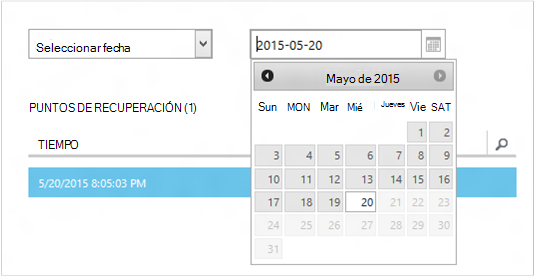 Seleccionar fecha
2015-05-20
Mayo de 2015
Sun MON Mar Mié Jueves Vie SAT
1 2
3 4 5 6 7 8 9
10 11 12 13 14 15 16
17 18 19 20 21 22 23
24 25 26 27 28 29 30
31
PUNTOS DE RECUPERACIÓN (1)
TIEMPO
5/20/2015 8:05:03 PM